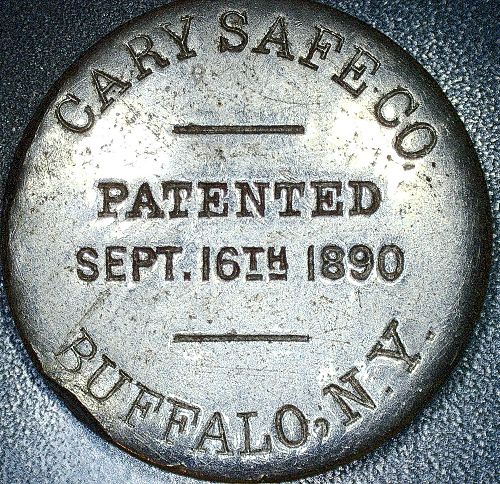 CARY SAFE CO.
PATENTED
SEPT. 16TH 1890
BUFFALO, N.Y.